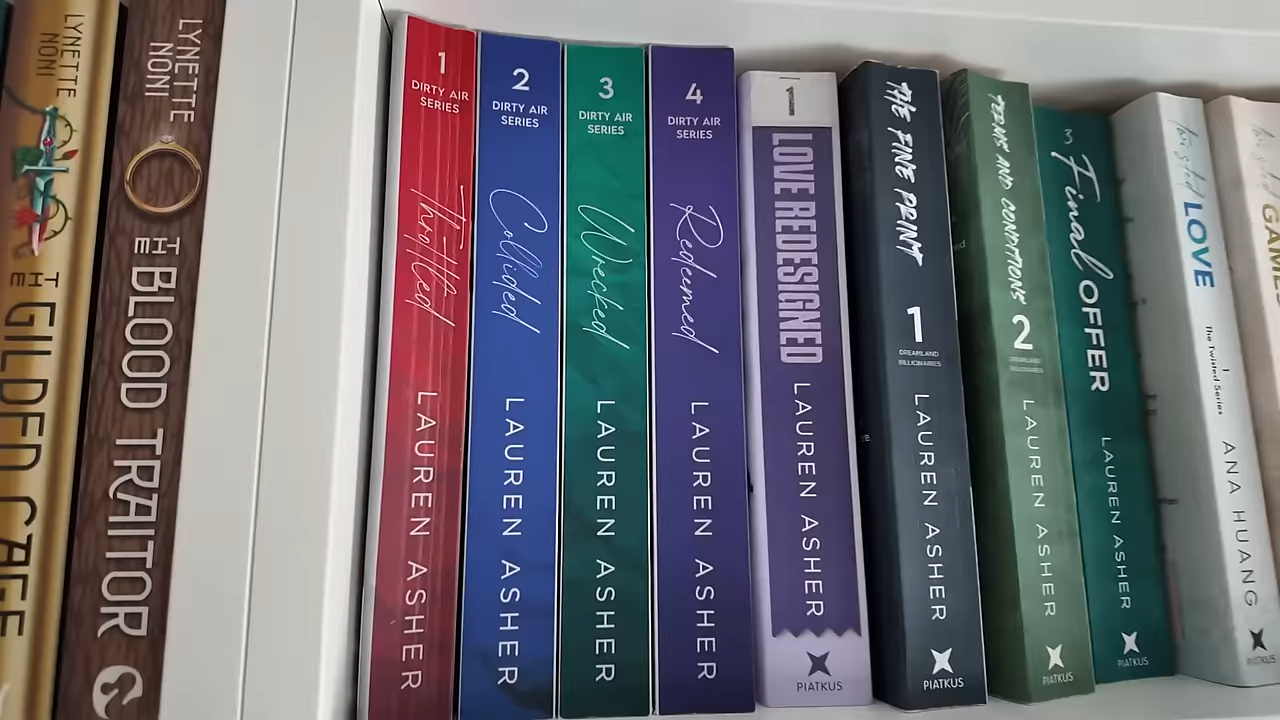 LYNETTE
NONI
THE
GILDED CAGE
LYNETTE
NONI
THE
BLOOD TRAITOR
1
DIRTY AIR
SERIES
Throttled
LAUREN ASHER
2
DIRTY AIR
SERIES
Collided
LAUREN ASHER
3
DIRTY AIR
SERIES
Wrecked
LAUREN ASHER
4
DIRTY AIR
SERIES
Redeemed
LAUREN ASHER
1
LOVE REDESIGNED
LAUREN ASHER
PIATKUS
THE FINE PRINT
1
DREAMLAND
BILLIONAIRES
LAUREN ASHER
PIATKUS
TERMS AND CONDITIONS
2
DREAMLAND
BILLIONAIRES
LAUREN ASHER
PIATKUS
3
Final OFFER
LAUREN ASHER
PIATKUS
twisted LOVE
1
The Twisted Series
ANA HUANG
PIATKUS